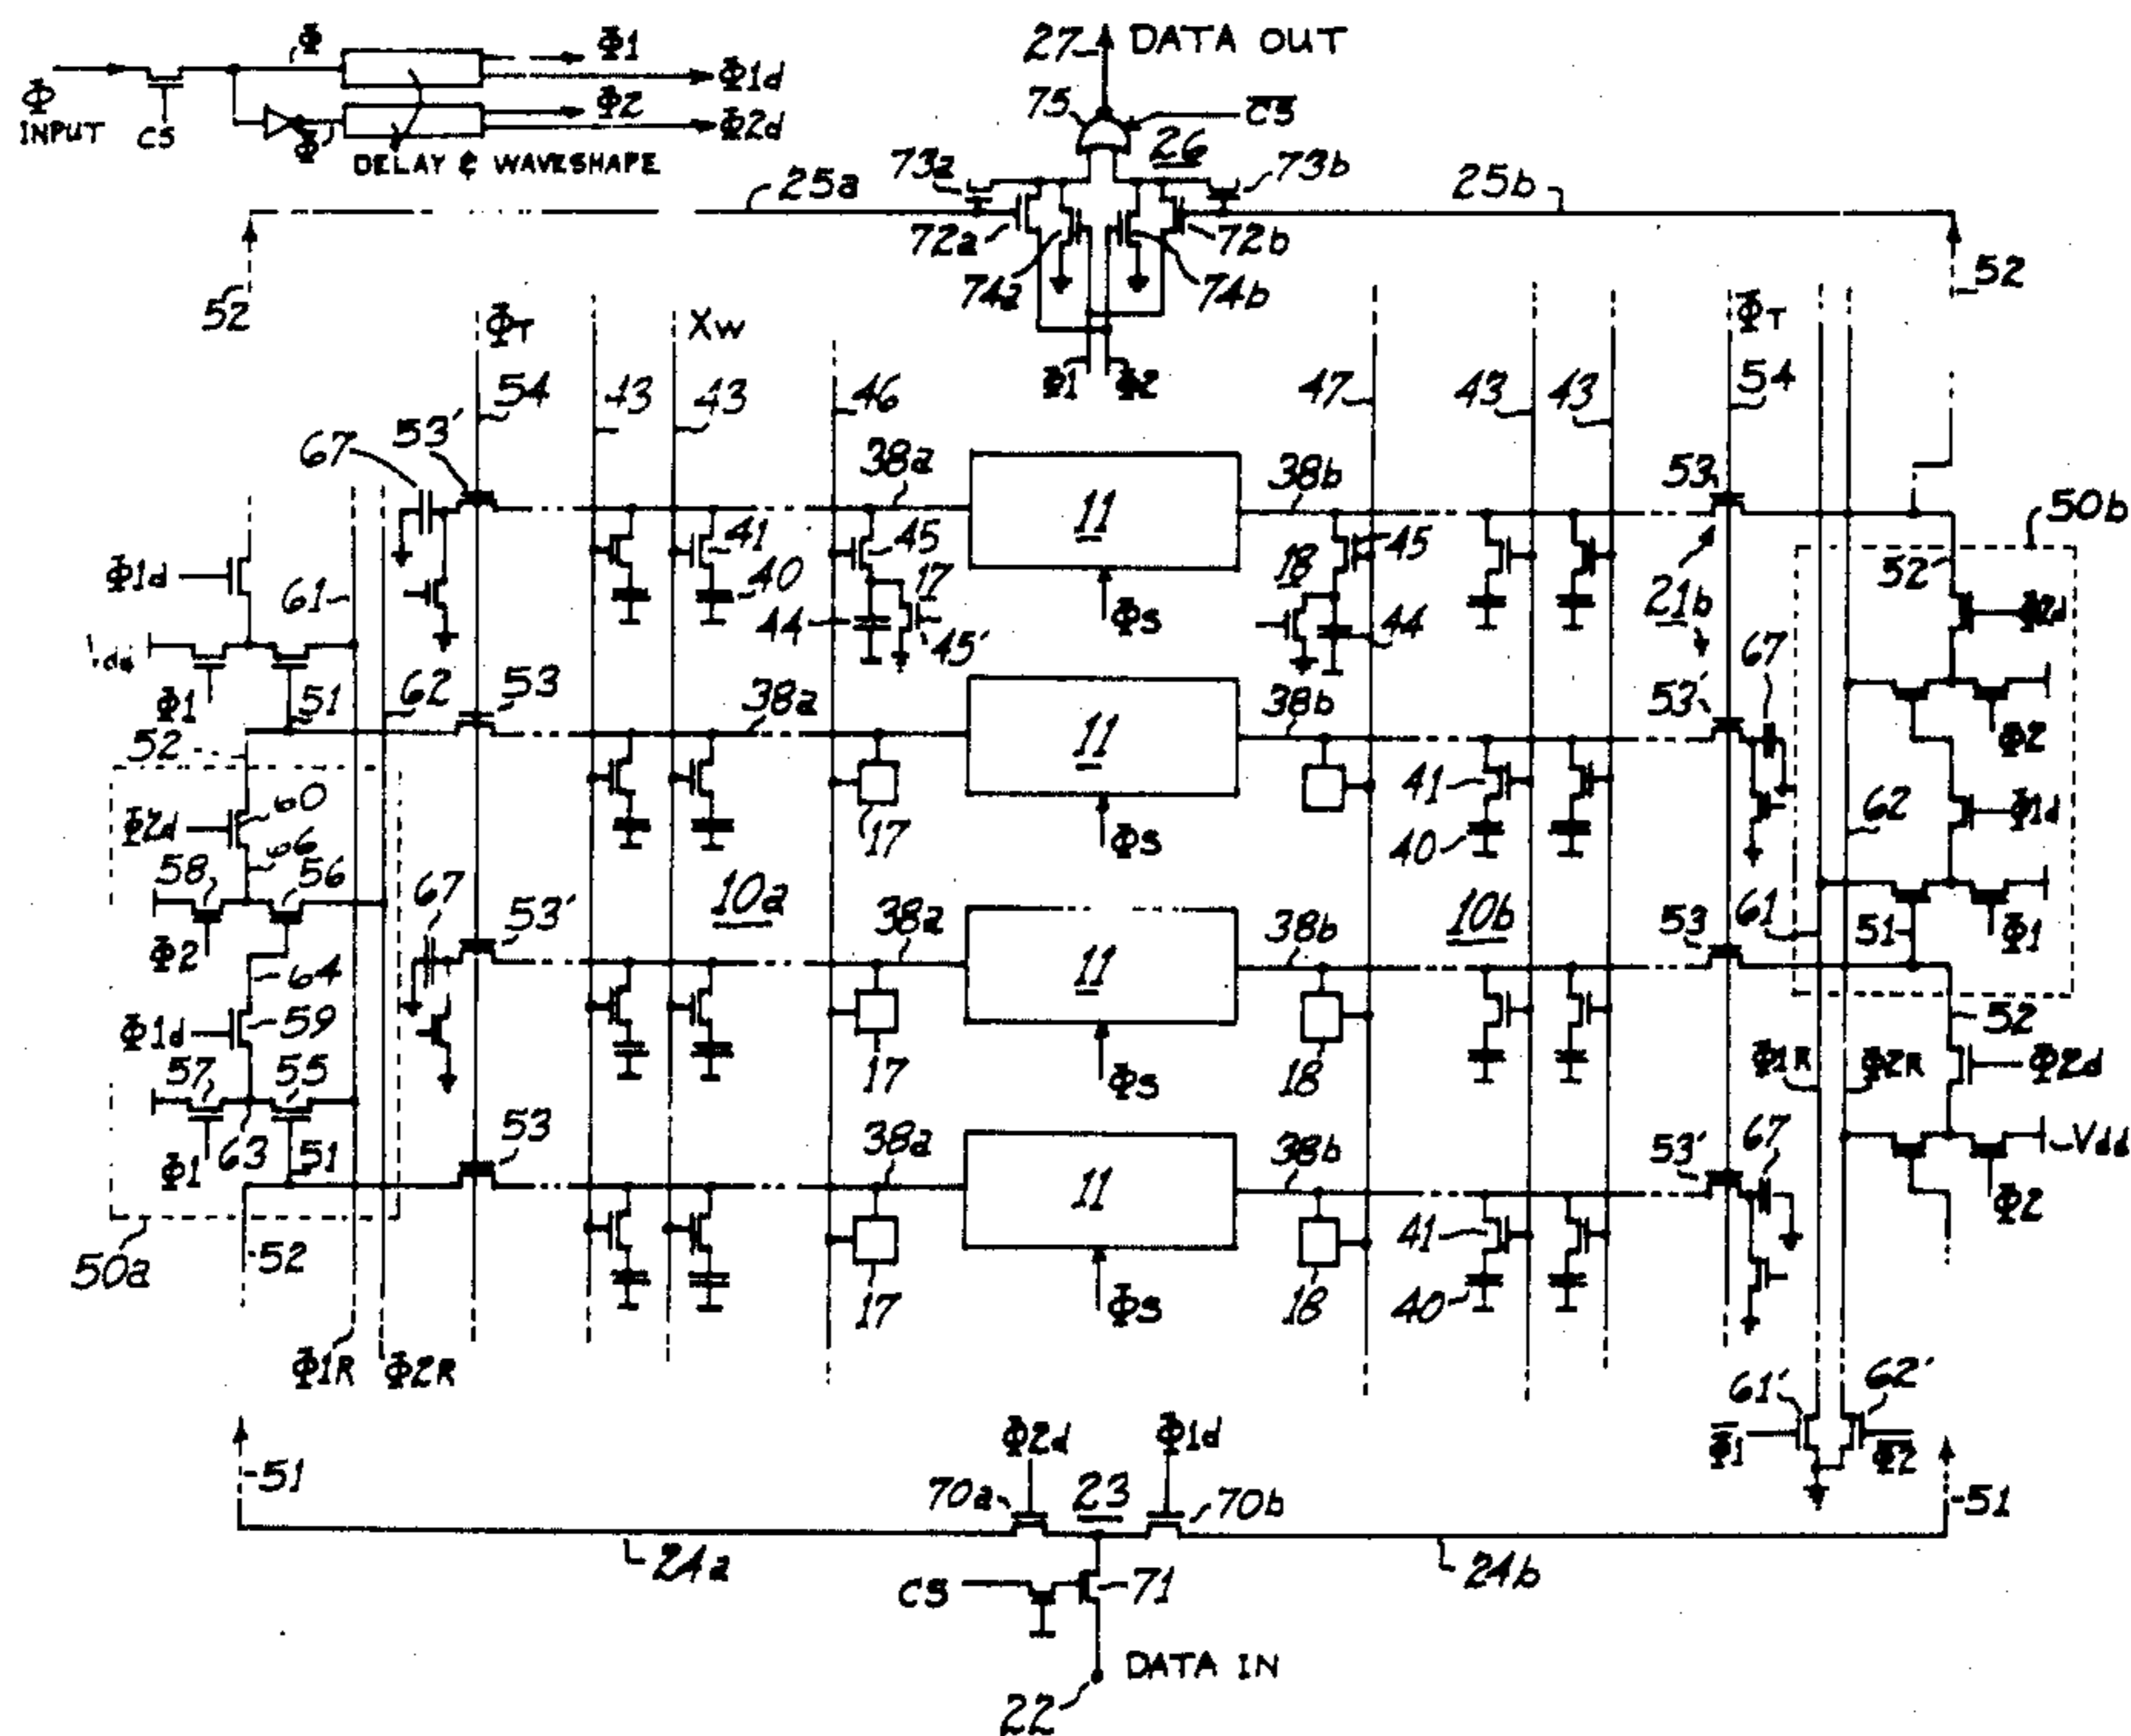 Φ Φ1 27 DATA OUT
Φ1d
Φ INPUT CS Φ2 75 C̅S̅
Φ̅ Φ2d 26
DELAY & WAVESHAPE 73a 73b
25a 25b
72a 72b
52 74a 74b 52
ΦT Xw Φ1 Φ2 ΦT
54 43 43 46 47 43 43 54
67 53' 38a 11 38b 53 50b
Φ1d 61 41 45 18 45 52
40 17 ΦS 21b Φ2d
Vdd 44 45' 44 67
Φ1 51 62 53 38a 11 38b 53' Φ2
52
60 41 62 Φ1d
Φ2d 66 17 ΦS 40
58 56 67 53' 10a 38a 11 38b 10b 53 61 51 Φ1
Φ2 64
Φ1d 59 52
57 55 17 ΦS 18 Φ1R Φ2R Φ2d
63 51 53 38a 11 38b 53' 67 Vdd
Φ1 41 Φ2
50a 52 17 ΦS 18 40
Φ1R Φ2R 61' 62'
Φ2d Φ1d Φ̅1̅ Φ̅2̅
51 70a 23 70b 51
24a 24b
CS 71
DATA IN
22